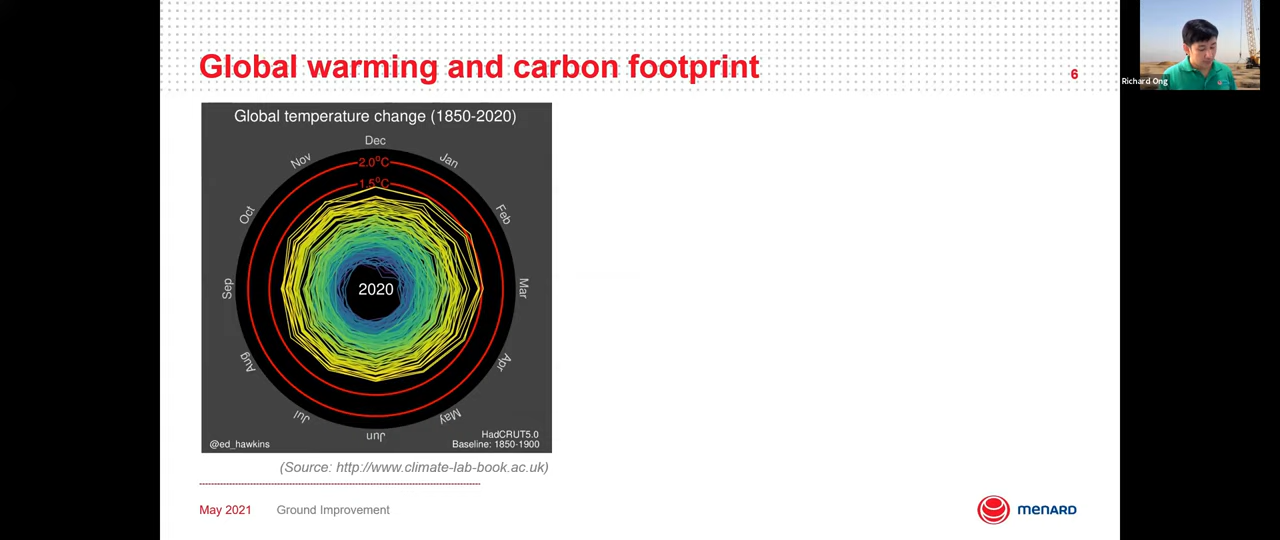 Global warming and carbon footprint
6
Richard Ong
Global temperature change (1850-2020)
Dec
Jan
Feb
Mar
Apr
May
Jun
Jul
Aug
Sep
Oct
Nov
2.0°C
1.5°C
2020
@ed_hawkins
HadCRUT5.0
Baseline: 1850-1900
(Source: http://www.climate-lab-book.ac.uk)
May 2021 Ground Improvement
menard